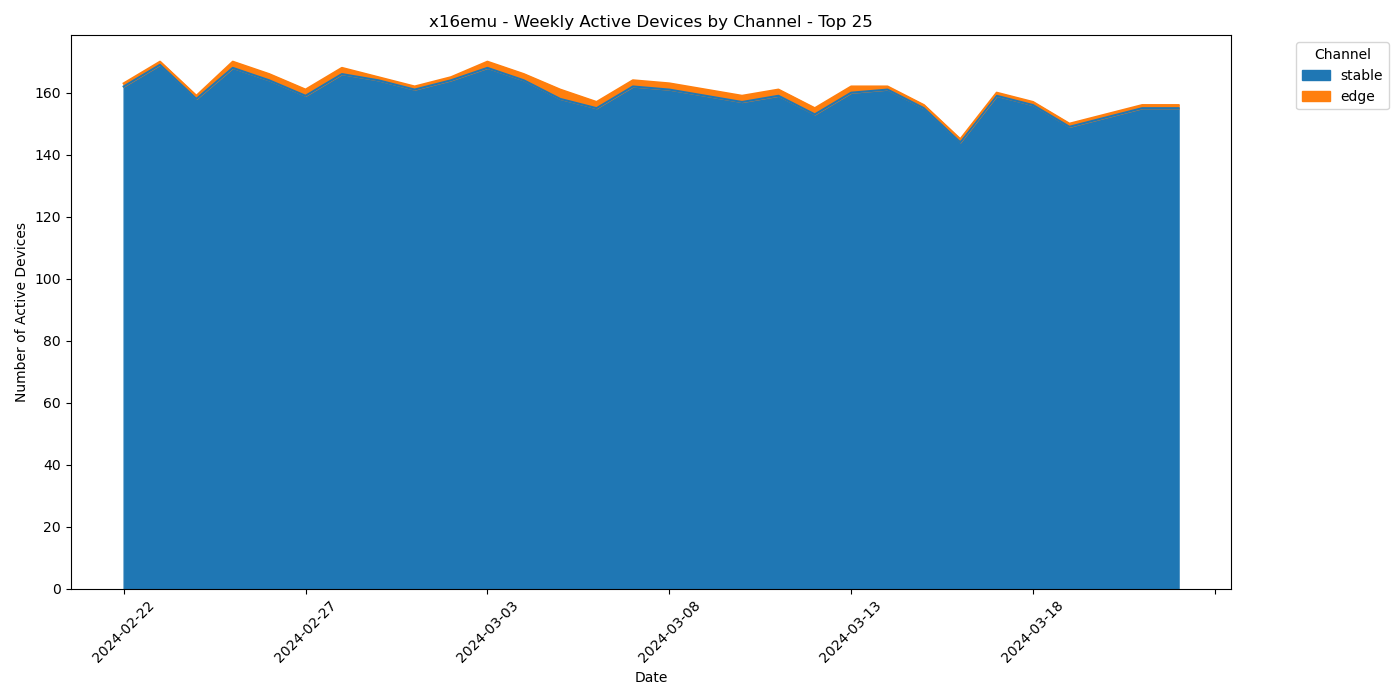 x16emu - Weekly Active Devices by Channel - Top 25
Channel
stable
edge
Number of Active Devices
160
140
120
100
80
60
40
20
0
2024-02-22
2024-02-27
2024-03-03
2024-03-08
2024-03-13
2024-03-18
Date